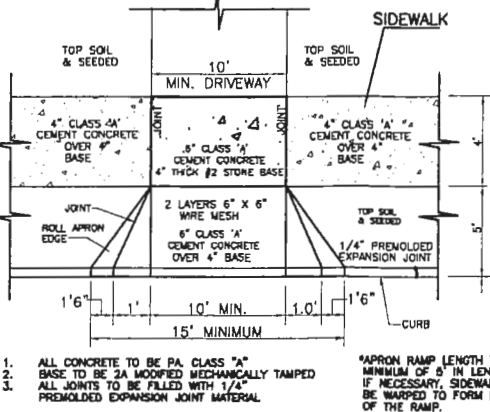 SIDEWALK
TOP SOIL
& SEEDED
TOP SOIL
& SEEDED
10'
MIN. DRIVEWAY
4" CLASS 'A'
CEMENT CONCRETE
OVER 4"
BASE
JOINT
6" CLASS 'A'
CEMENT CONCRETE
4" THICK #2 STONE BASE
JOINT
4" CLASS 'A'
CEMENT CONCRETE
OVER 4"
BASE
4'
JOINT
ROLL APRON
EDGE
2 LAYERS 6" X 6"
WIRE MESH
6" CLASS 'A'
CEMENT CONCRETE
OVER 4" BASE
TOP SOIL
& SEEDED
1/4" PREMOLDED
EXPANSION JOINT
5'
1'6"
1'
10' MIN.
1.0'
1'6"
CURB
15' MINIMUM
1. ALL CONCRETE TO BE PA. CLASS "A"
2. BASE TO BE 2A MODIFIED MECHANICALLY TAMPED
3. ALL JOINTS TO BE FILLED WITH 1/4"
PREMOLDED EXPANSION JOINT MATERIAL
*APRON RAMP LENGTH
MINIMUM OF 5' IN LEN
IF NECESSARY, SIDEWAL
BE WARPED TO FORM
OF THE RAMP.